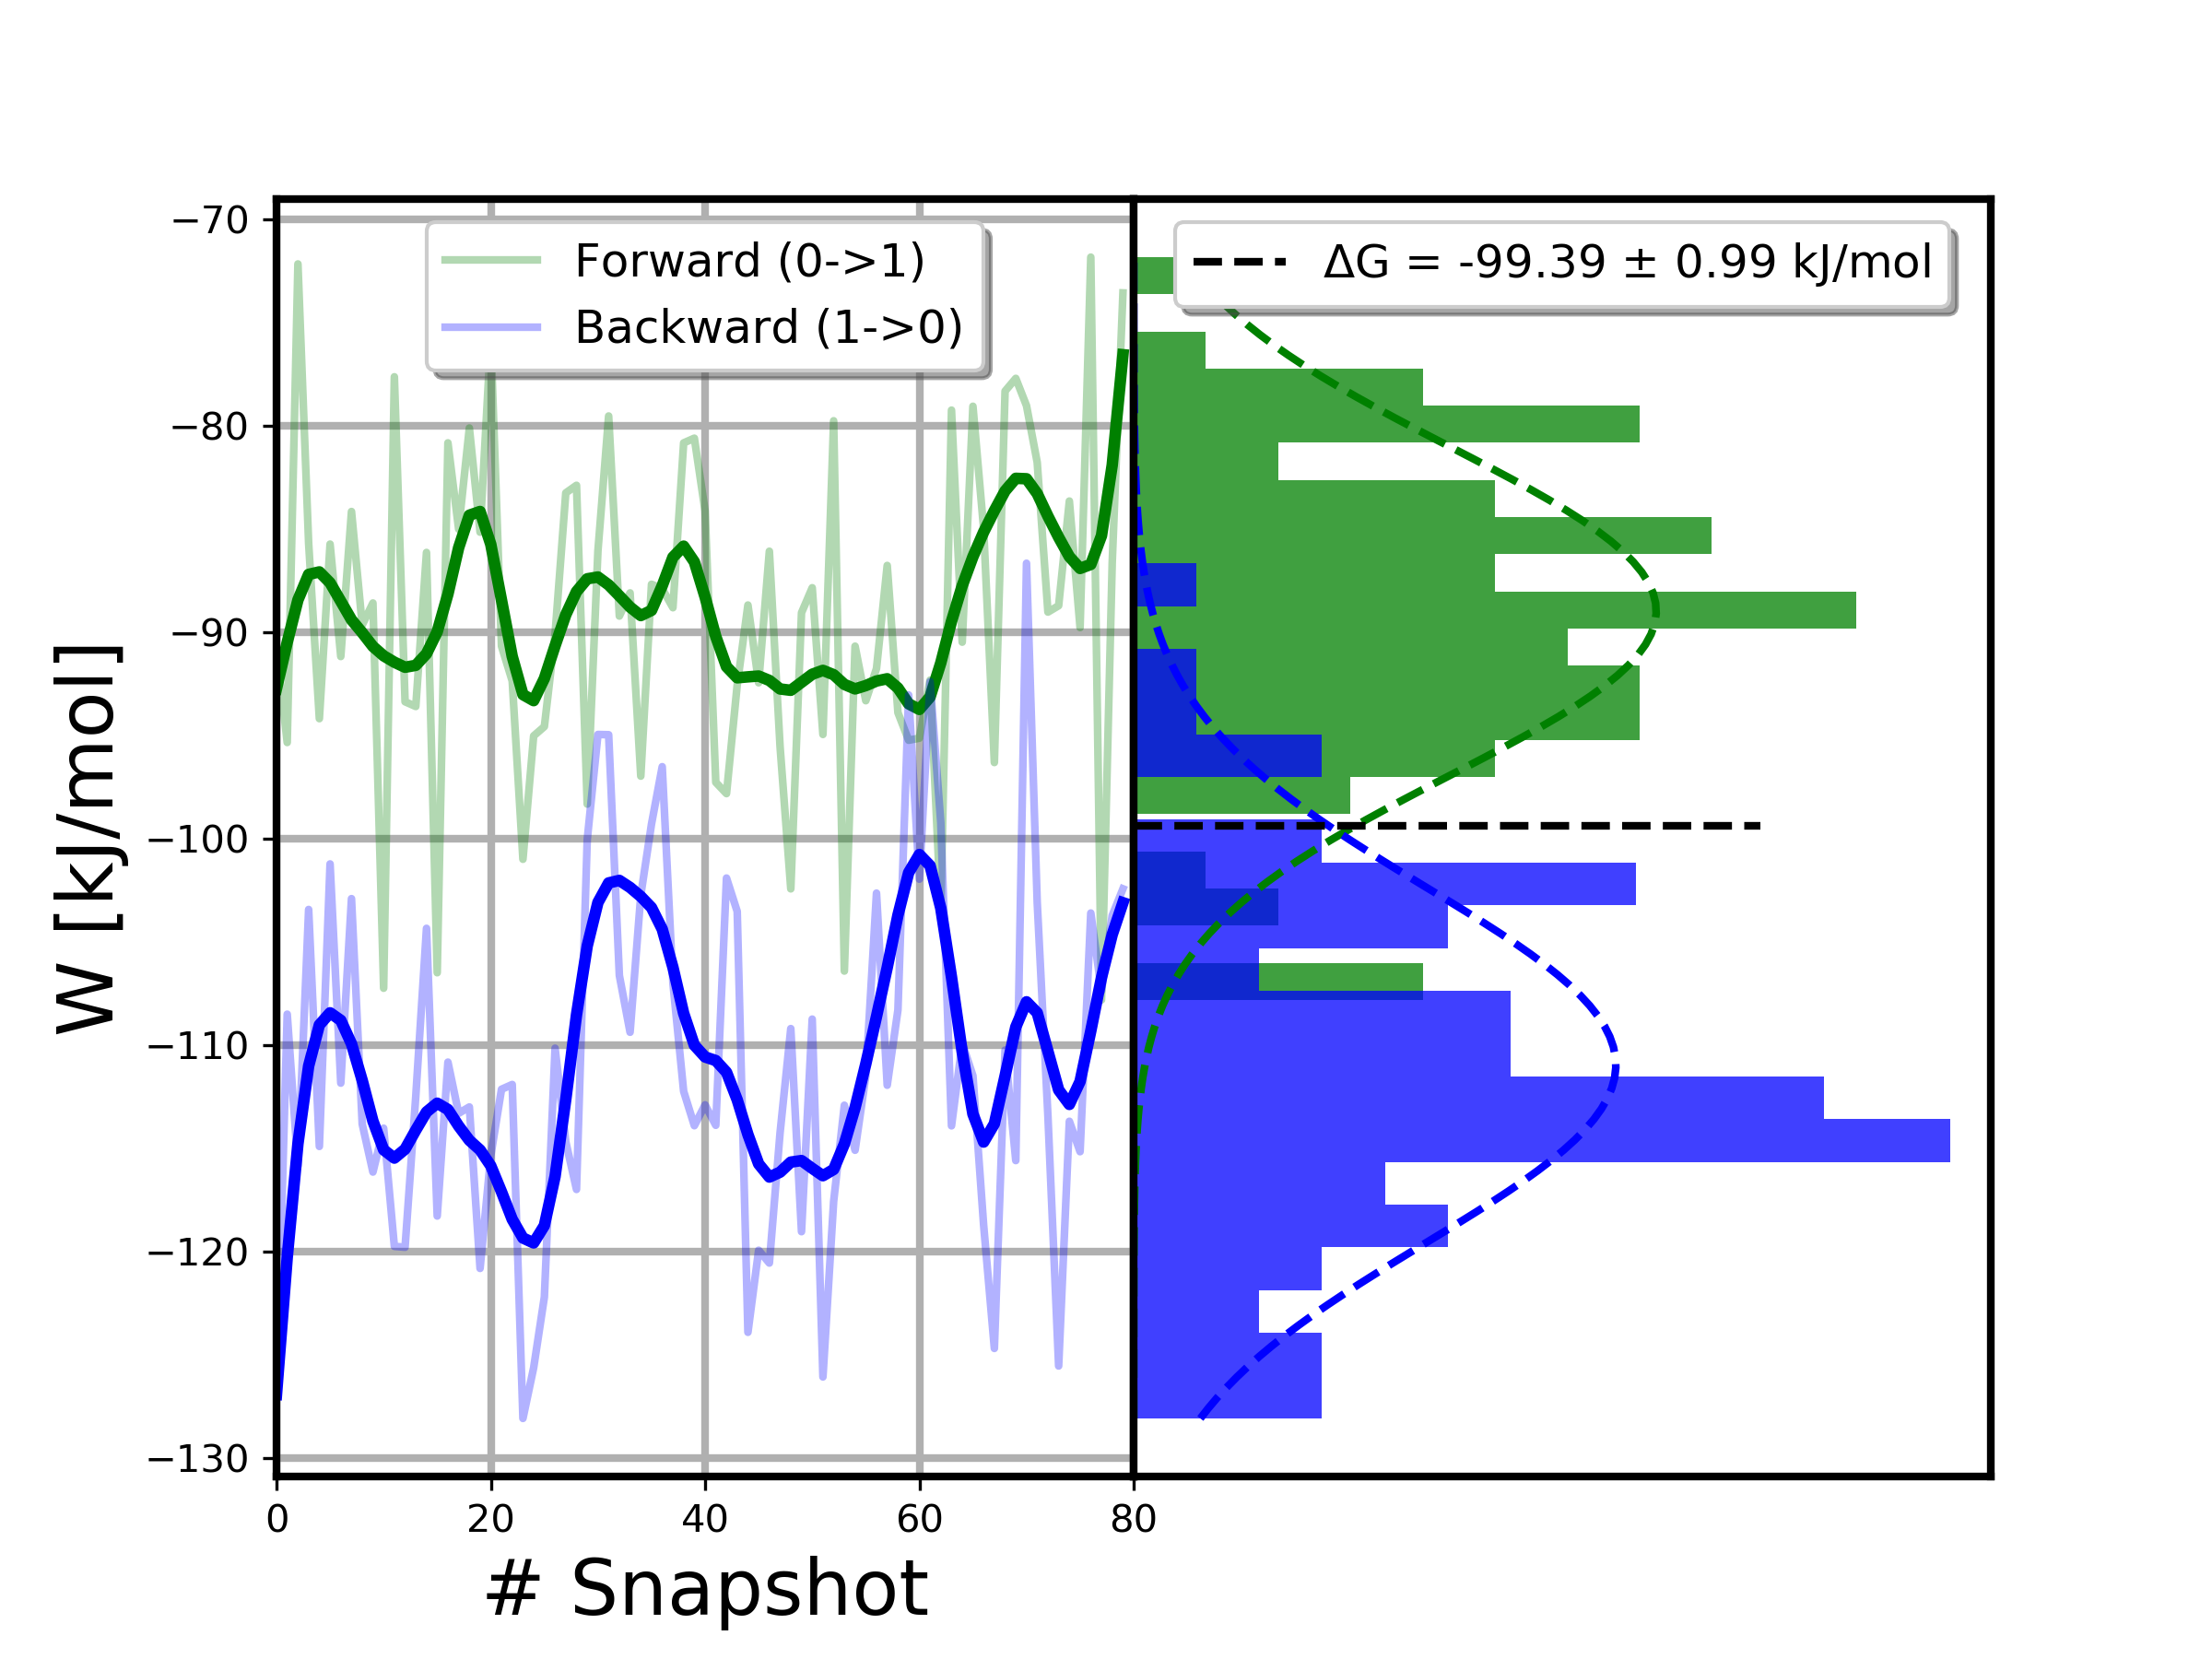 −70
−80
−90
−100
−110
−120
−130
W [kJ/mol]
Forward (0->1)
Backward (1->0)
ΔG = -99.39 ± 0.99 kJ/mol
0 20 40 60 80
# Snapshot